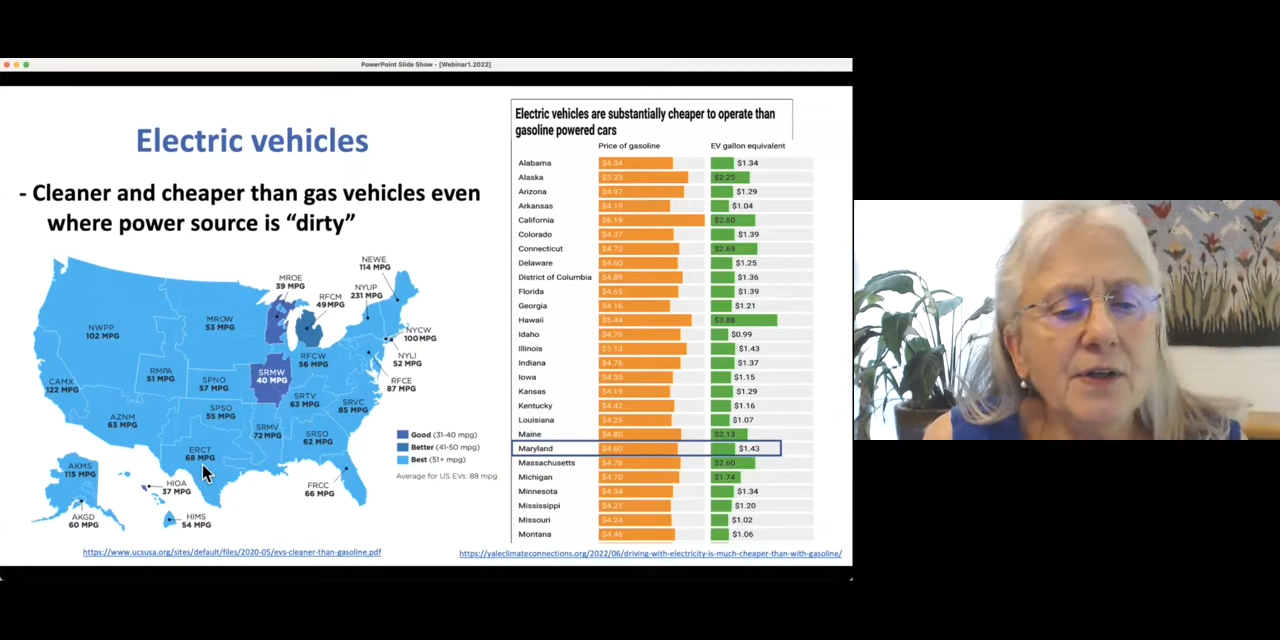 PowerPoint Slide Show - [Webinar1.2022]
Electric vehicles
- Cleaner and cheaper than gas vehicles even
where power source is “dirty”
NEWE
114 MPG
MROE
39 MPG
NYUP
231 MPG
RFCM
49 MPG
MROW
53 MPG
NWPP
102 MPG
NYCW
100 MPG
NYLI
52 MPG
RFCW
56 MPG
RFCE
87 MPG
RMPA
51 MPG
SRMW
40 MPG
SPNO
57 MPG
CAMX
122 MPG
SRTV
63 MPG
SRVC
85 MPG
SPSO
55 MPG
AZNM
63 MPG
SRMV
72 MPG
SRSO
62 MPG
ERCT
68 MPG
AKMS
115 MPG
HIOA
37 MPG
FRCC
66 MPG
AKGD
60 MPG
HIMS
54 MPG
Good (31-40 mpg)
Better (41-50 mpg)
Best (51+ mpg)
Average for US EVs: 88 mpg
https://www.ucsusa.org/sites/default/files/2020-05/evs-cleaner-than-gasoline.pdf
Electric vehicles are substantially cheaper to operate than
gasoline powered cars
Price of gasoline EV gallon equivalent
Alabama $4.34 $1.34
Alaska $5.23 $2.25
Arizona $4.97 $1.29
Arkansas $4.19 $1.04
California $6.19 $2.60
Colorado $4.37 $1.39
Connecticut $4.70 $2.69
Delaware $4.60 $1.25
District of Columbia $4.89 $1.36
Florida $4.65 $1.39
Georgia $4.16 $1.21
Hawaii $5.44 $3.88
Idaho $4.76 $0.99
Illinois $5.13 $1.43
Indiana $4.76 $1.37
Iowa $4.35 $1.15
Kansas $4.19 $1.29
Kentucky $4.42 $1.16
Louisiana $4.25 $1.07
Maine $4.80 $2.13
Maryland $4.60 $1.43
Massachusetts $4.76 $2.60
Michigan $4.70 $1.74
Minnesota $4.34 $1.34
Mississippi $4.21 $1.20
Missouri $4.24 $1.02
Montana $4.46 $1.06
https://yaleclimateconnections.org/2022/06/driving-with-electricity-is-much-cheaper-than-with-gasoline/